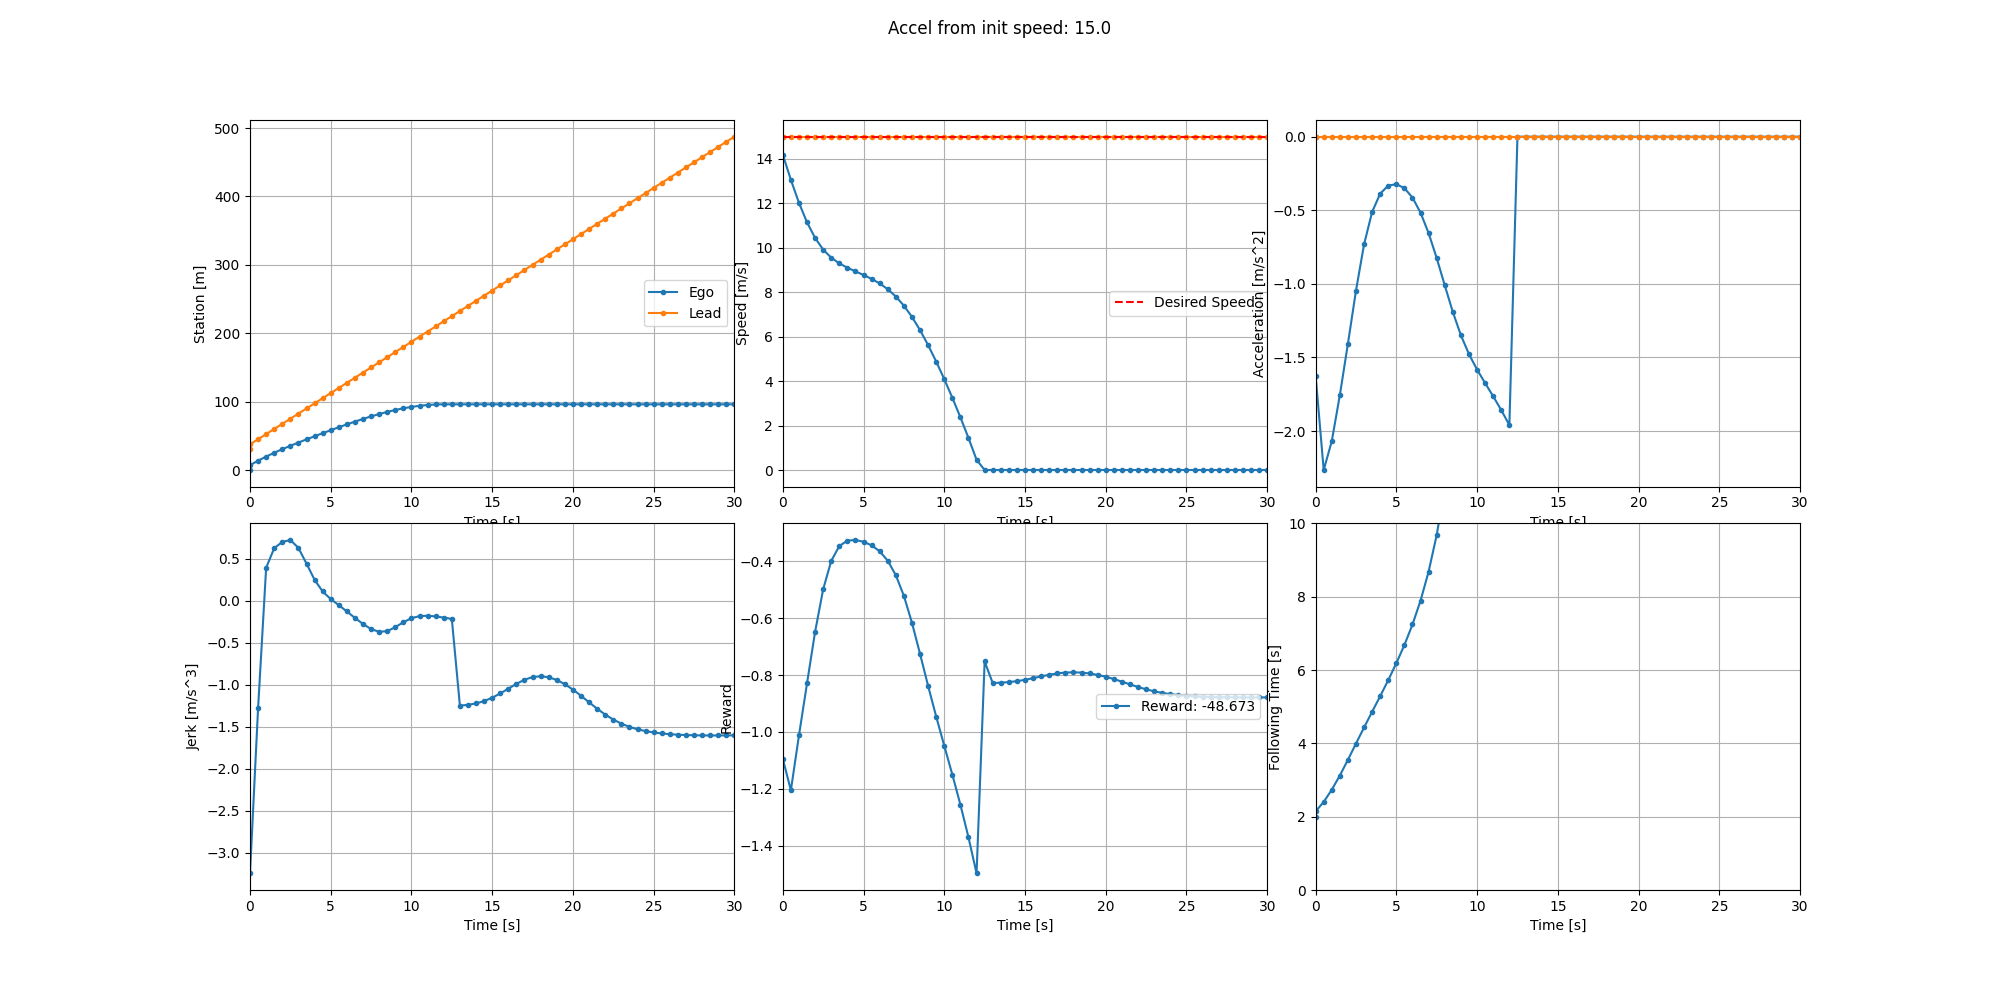 Accel from init speed: 15.0
500
400
300
200
100
0
Station [m]
Ego
Lead
0 5 10 15 20 25 30
Time [s]
14
12
10
8
6
4
2
0
Speed [m/s]
Desired Speed
0 5 10 15 20 25 30
Time [s]
0.0
−0.5
−1.0
−1.5
−2.0
Acceleration [m/s^2]
0 5 10 15 20 25 30
Time [s]
0.5
0.0
−0.5
−1.0
−1.5
−2.0
−2.5
−3.0
Jerk [m/s^3]
0 5 10 15 20 25 30
Time [s]
−0.4
−0.6
−0.8
−1.0
−1.2
−1.4
Reward
Reward: -48.673
0 5 10 15 20 25 30
Time [s]
10
8
6
4
2
0
Following Time [s]
0 5 10 15 20 25 30
Time [s]